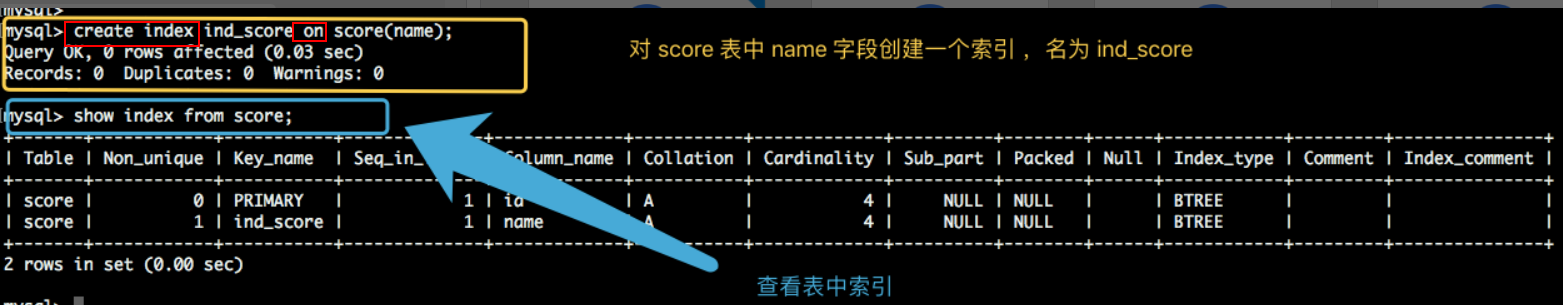 mysql>
mysql> create index ind_score on score(name);
Query OK, 0 rows affected (0.03 sec)
Records: 0  Duplicates: 0  Warnings: 0
对 score 表中 name 字段创建一个索引 ，名为 ind_score
mysql> show index from score;
+-------+------------+-----------+-----------+-------------+-----------+-------------+----------+--------+------+------------+---------+---------------+
| Table | Non_unique | Key_name  | Seq_in_ Column_name | Collation | Cardinality | Sub_part | Packed | Null | Index_type | Comment | Index_comment |
+-------+------------+-----------+-----------+-------------+-----------+-------------+----------+--------+------+------------+---------+---------------+
| score |          0 | PRIMARY   |            1 | id          | A         |           4 |     NULL | NULL   |      | BTREE      |         |               |
| score |          1 | ind_score |            1 | name        | A         |           4 |     NULL | NULL   |      | BTREE      |         |               |
+-------+------------+-----------+-----------+-------------+-----------+-------------+----------+--------+------+------------+---------+---------------+
2 rows in set (0.00 sec)
查看表中索引
mysql>